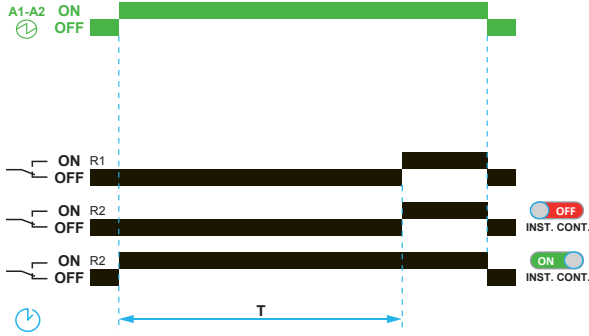 A1-A2 ON
OFF
ON R1
OFF
ON R2
OFF
OFF
INST. CONT.
ON R2
OFF
ON
INST. CONT.
T